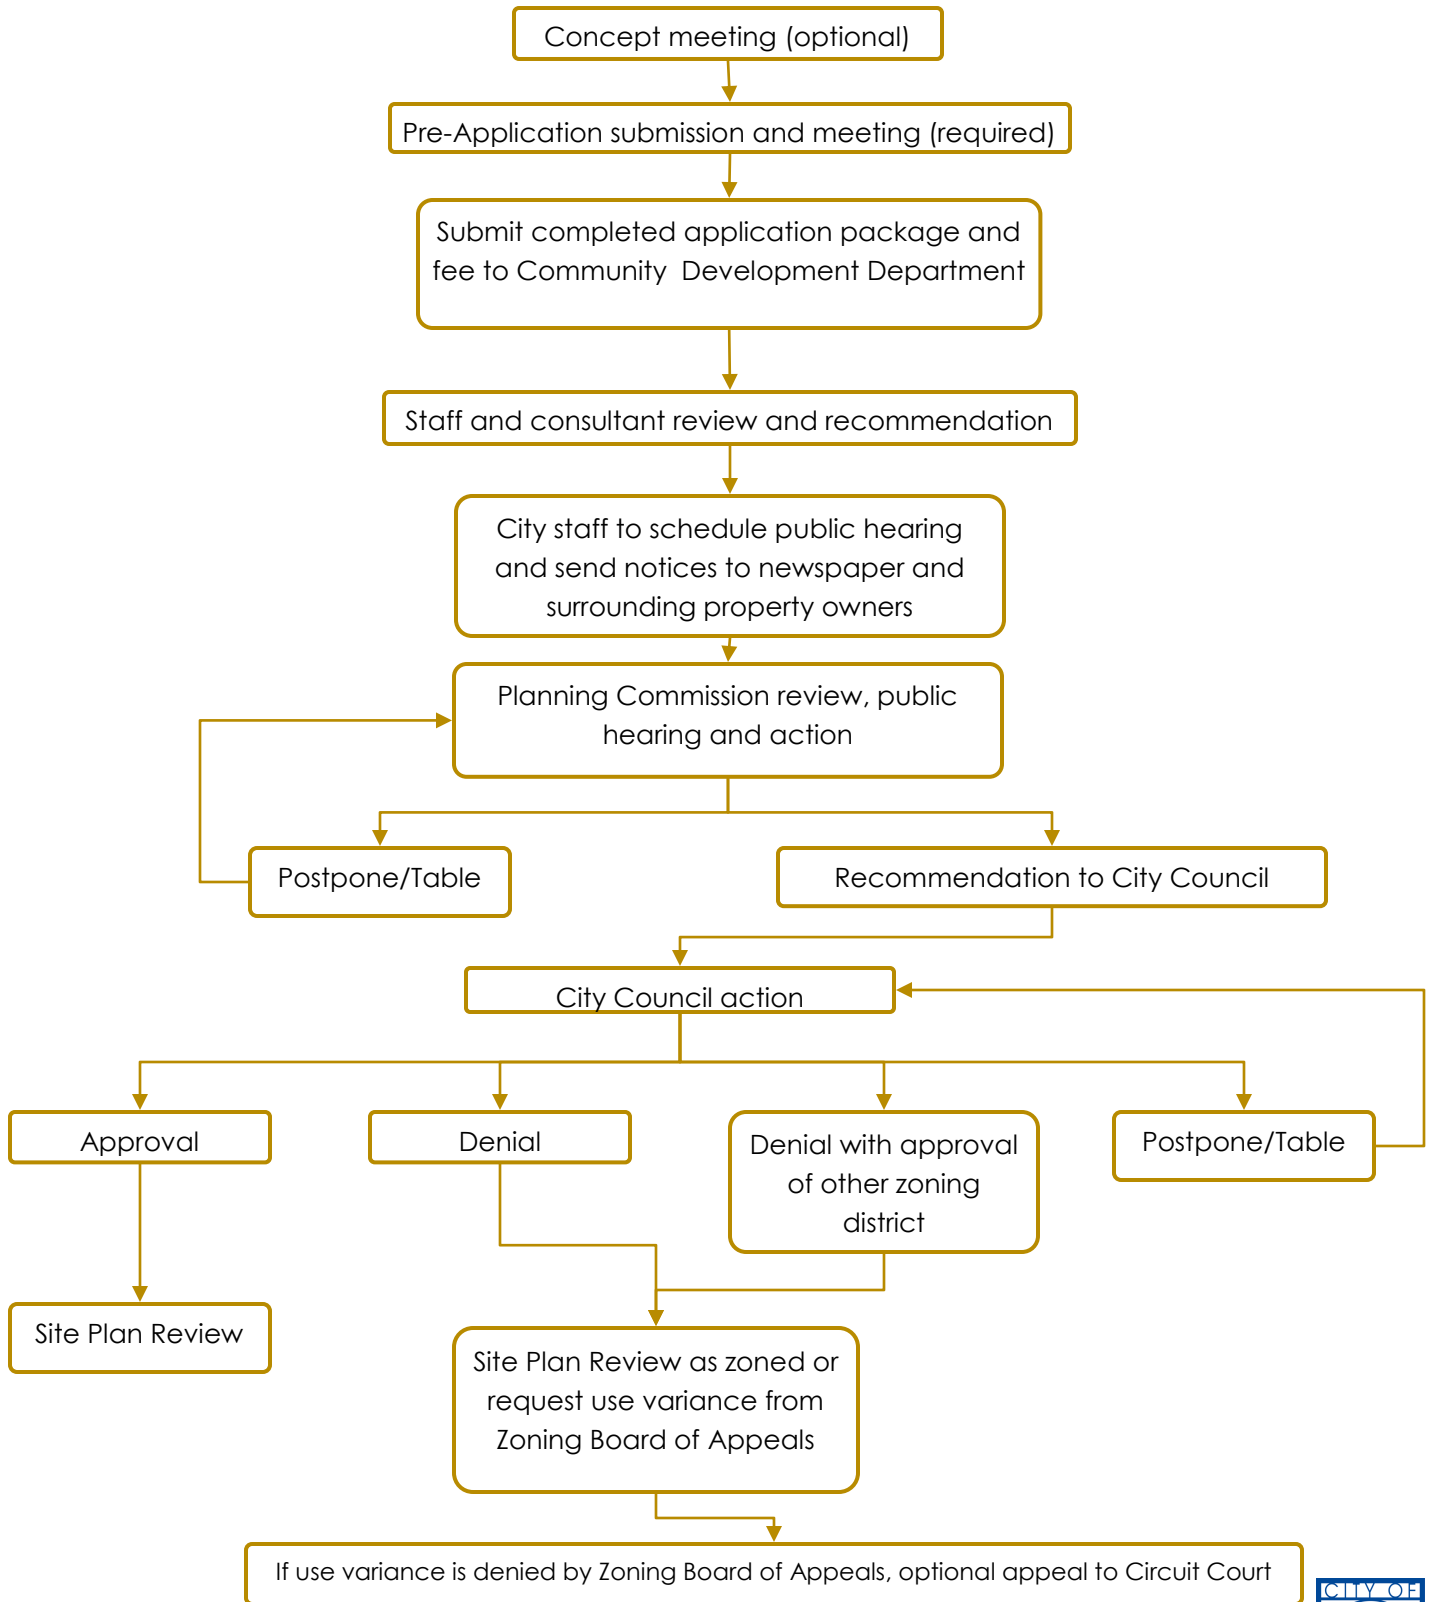 Concept meeting (optional)
Pre-Application submission and meeting (required)
Submit completed application package and
fee to Community Development Department
Staff and consultant review and recommendation
City staff to schedule public hearing
and send notices to newspaper and
surrounding property owners
Planning Commission review, public
hearing and action
Postpone/Table
Recommendation to City Council
City Council action
Approval
Denial
Denial with approval
of other zoning
district
Postpone/Table
Site Plan Review
Site Plan Review as zoned or
request use variance from
Zoning Board of Appeals
If use variance is denied by Zoning Board of Appeals, optional appeal to Circuit Court
CITY OF